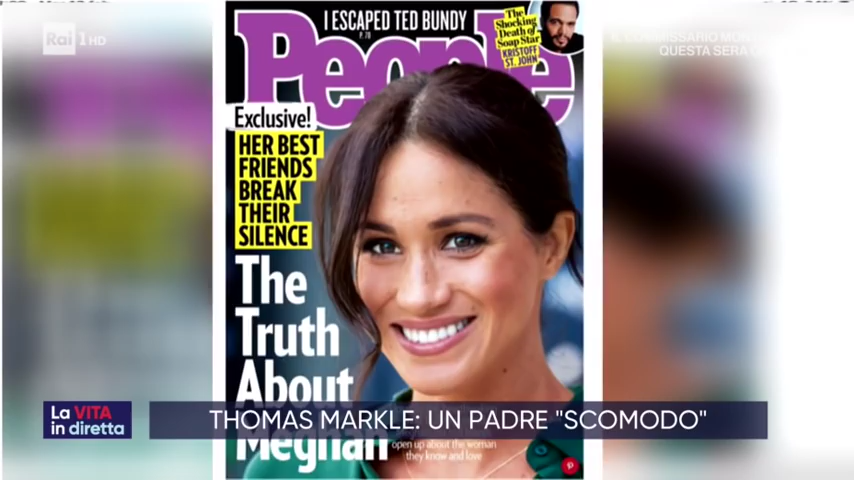 Rai 1 HD
I ESCAPED TED BUNDY
P. 70
The
Shocking
Death of
Soap Star
KRISTOFF
ST. JOHN
People
Exclusive!
HER BEST
FRIENDS
BREAK
THEIR
SILENCE
The
Truth
About
Meghan
open up about the woman
they know and love
QUESTA SERA
La VITA
in diretta
THOMAS MARKLE: UN PADRE "SCOMODO"